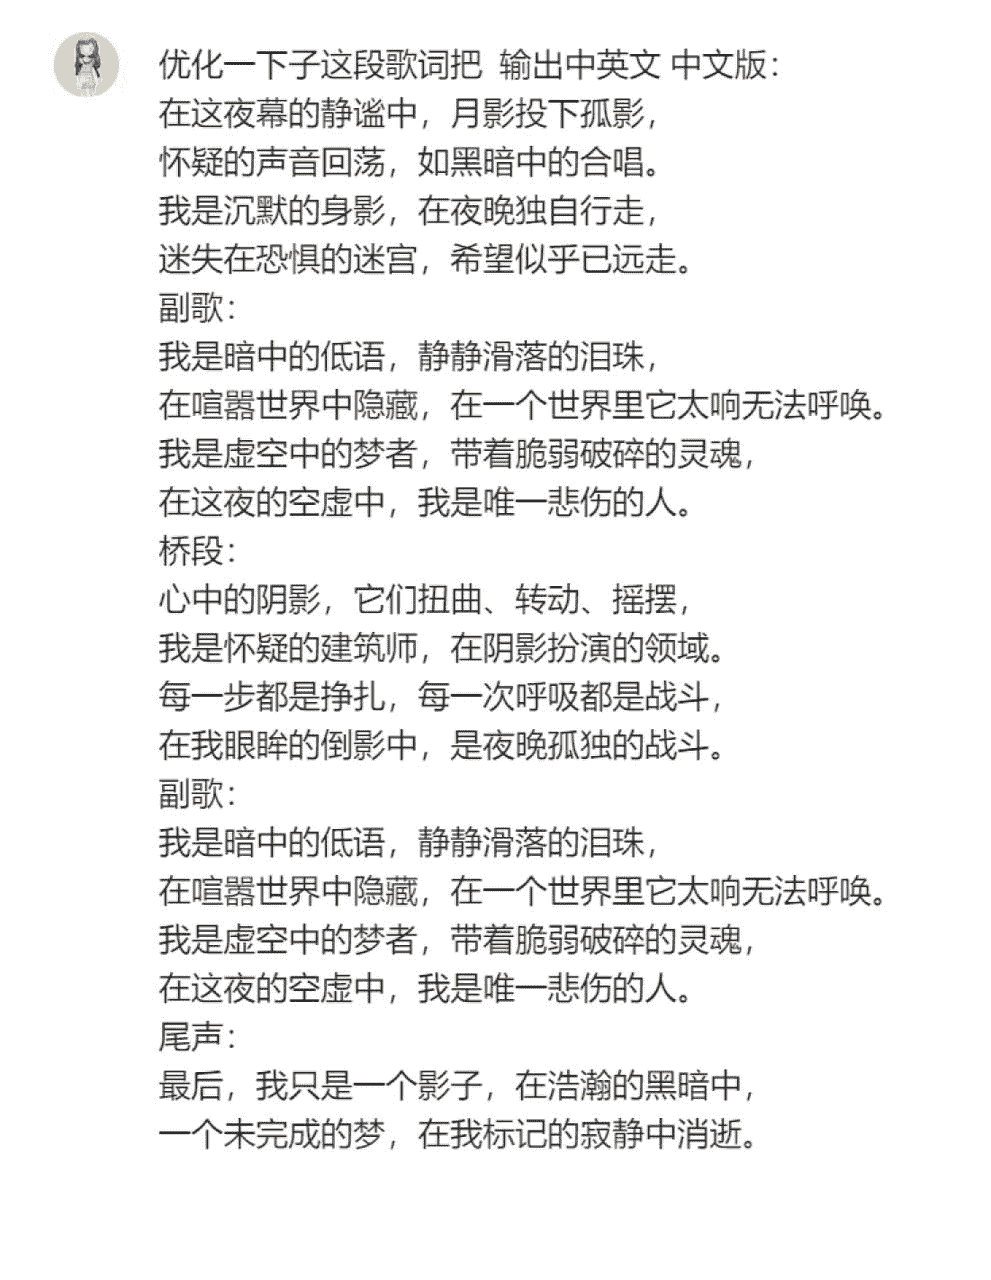 优化一下子这段歌词把 输出中英文 中文版：
在这夜幕的静谧中，月影投下孤影，
怀疑的声音回荡，如黑暗中的合唱。
我是沉默的身影，在夜晚独自行走，
迷失在恐惧的迷宫，希望似乎已远走。
副歌：
我是暗中的低语，静静滑落的泪珠，
在喧嚣世界中隐藏，在一个世界里它太响无法呼唤。
我是虚空中的梦者，带着脆弱破碎的灵魂，
在这夜的空虚中，我是唯一悲伤的人。
桥段：
心中的阴影，它们扭曲、转动、摇摆，
我是怀疑的建筑师，在阴影扮演的领域。
每一步都是挣扎，每一次呼吸都是战斗，
在我眼眸的倒影中，是夜晚孤独的战斗。
副歌：
我是暗中的低语，静静滑落的泪珠，
在喧嚣世界中隐藏，在一个世界里它太响无法呼唤。
我是虚空中的梦者，带着脆弱破碎的灵魂，
在这夜的空虚中，我是唯一悲伤的人。
尾声：
最后，我只是一个影子，在浩瀚的黑暗中，
一个未完成的梦，在我标记的寂静中消逝。